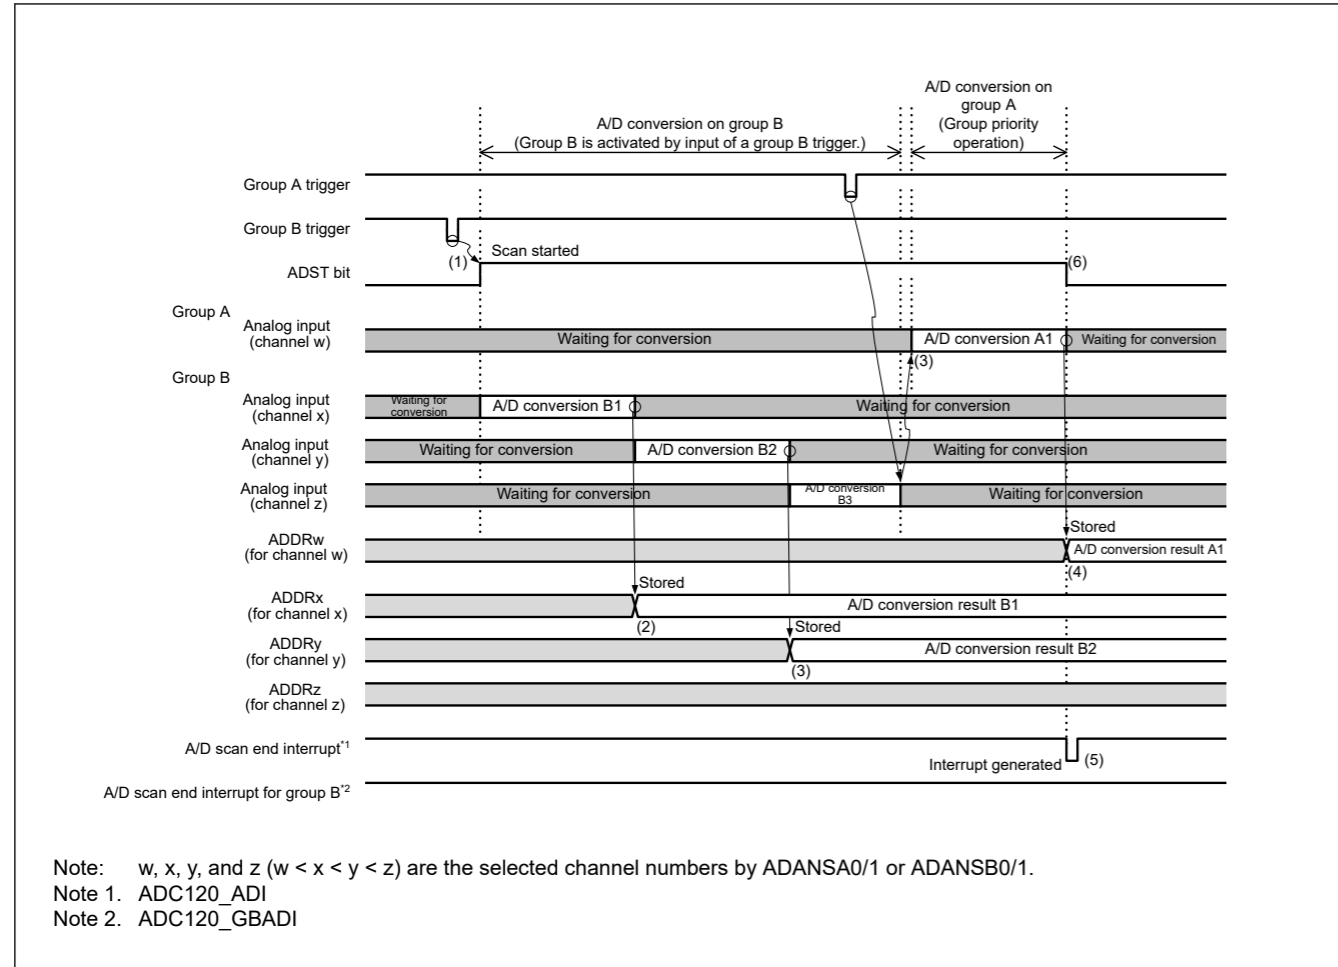 A/D conversion on
group A
(Group priority
operation)
A/D conversion on group B
(Group B is activated by input of a group B trigger.)
Group A trigger
Group B trigger
(1)
Scan started
(6)
ADST bit
Group A
Analog input
(channel w)
Waiting for conversion
A/D conversion A1
Waiting for conversion
(3)
Group B
Analog input
(channel x)
Waiting for
conversion
A/D conversion B1
Waiting for conversion
Analog input
(channel y)
Waiting for conversion
A/D conversion B2
Waiting for conversion
Analog input
(channel z)
Waiting for conversion
A/D conversion
B3
Waiting for conversion
Stored
ADDRw
(for channel w)
A/D conversion result A1
(4)
Stored
ADDRx
(for channel x)
A/D conversion result B1
(2)
Stored
ADDRy
(for channel y)
A/D conversion result B2
(3)
ADDRz
(for channel z)
A/D scan end interrupt*1
Interrupt generated
(5)
A/D scan end interrupt for group B*2
Note: w, x, y, and z (w < x < y < z) are the selected channel numbers by ADANSA0/1 or ADANSB0/1.
Note 1. ADC120_ADI
Note 2. ADC120_GBADI